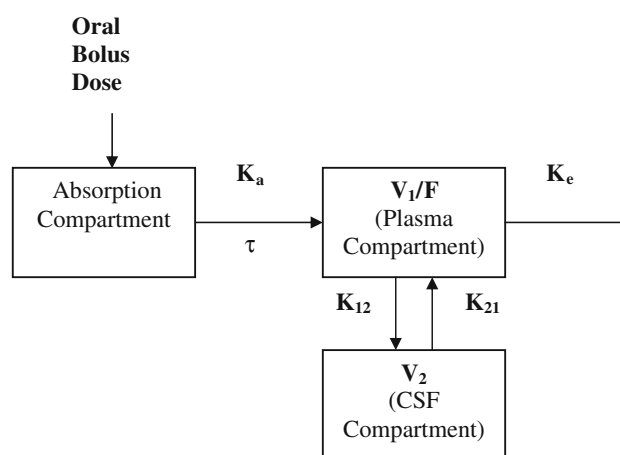 Oral
Bolus
Dose
Absorption
Compartment
Kₐ
τ
V₁/F
(Plasma
Compartment)
Kₑ
K₁₂
K₂₁
V₂
(CSF
Compartment)